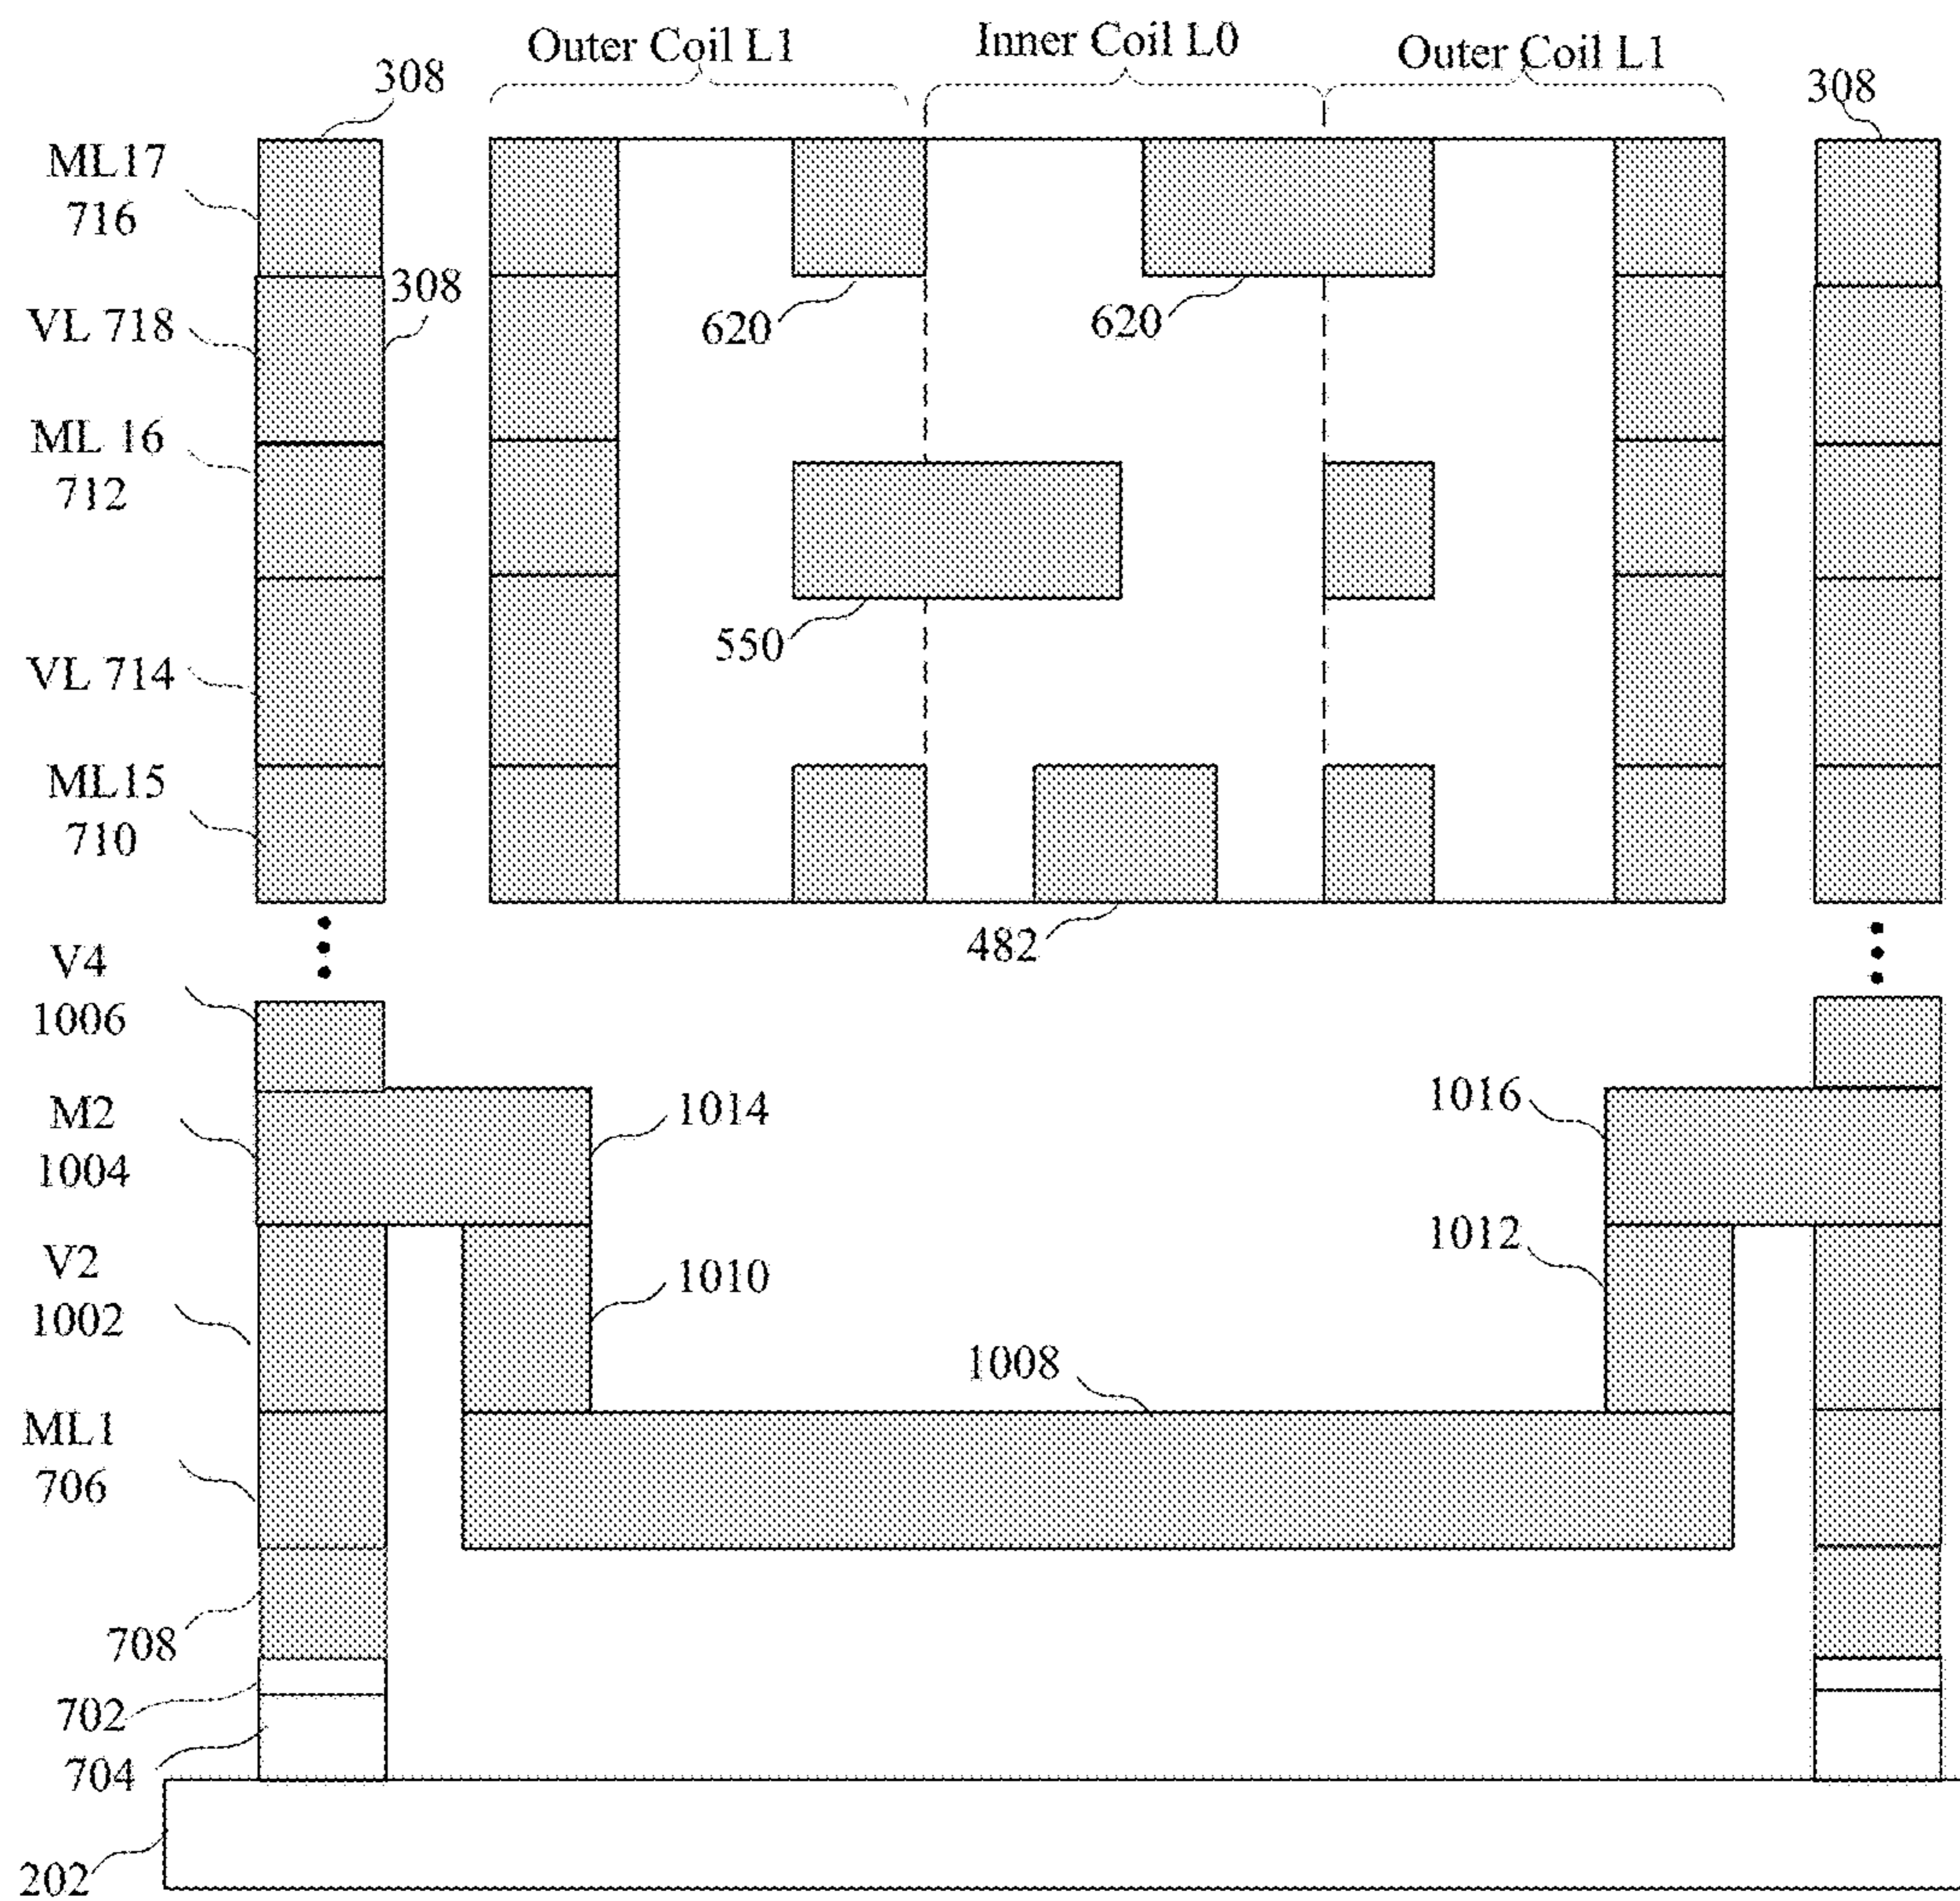 Outer Coil L1
Inner Coil L0
Outer Coil L1
308
308
ML17
716
308
VL 718
620
620
ML 16
712
550
VL 714
ML15
710
482
V4
1006
M2
1004
1014
1016
V2
1002
1010
1012
1008
ML1
706
708
702
704
202